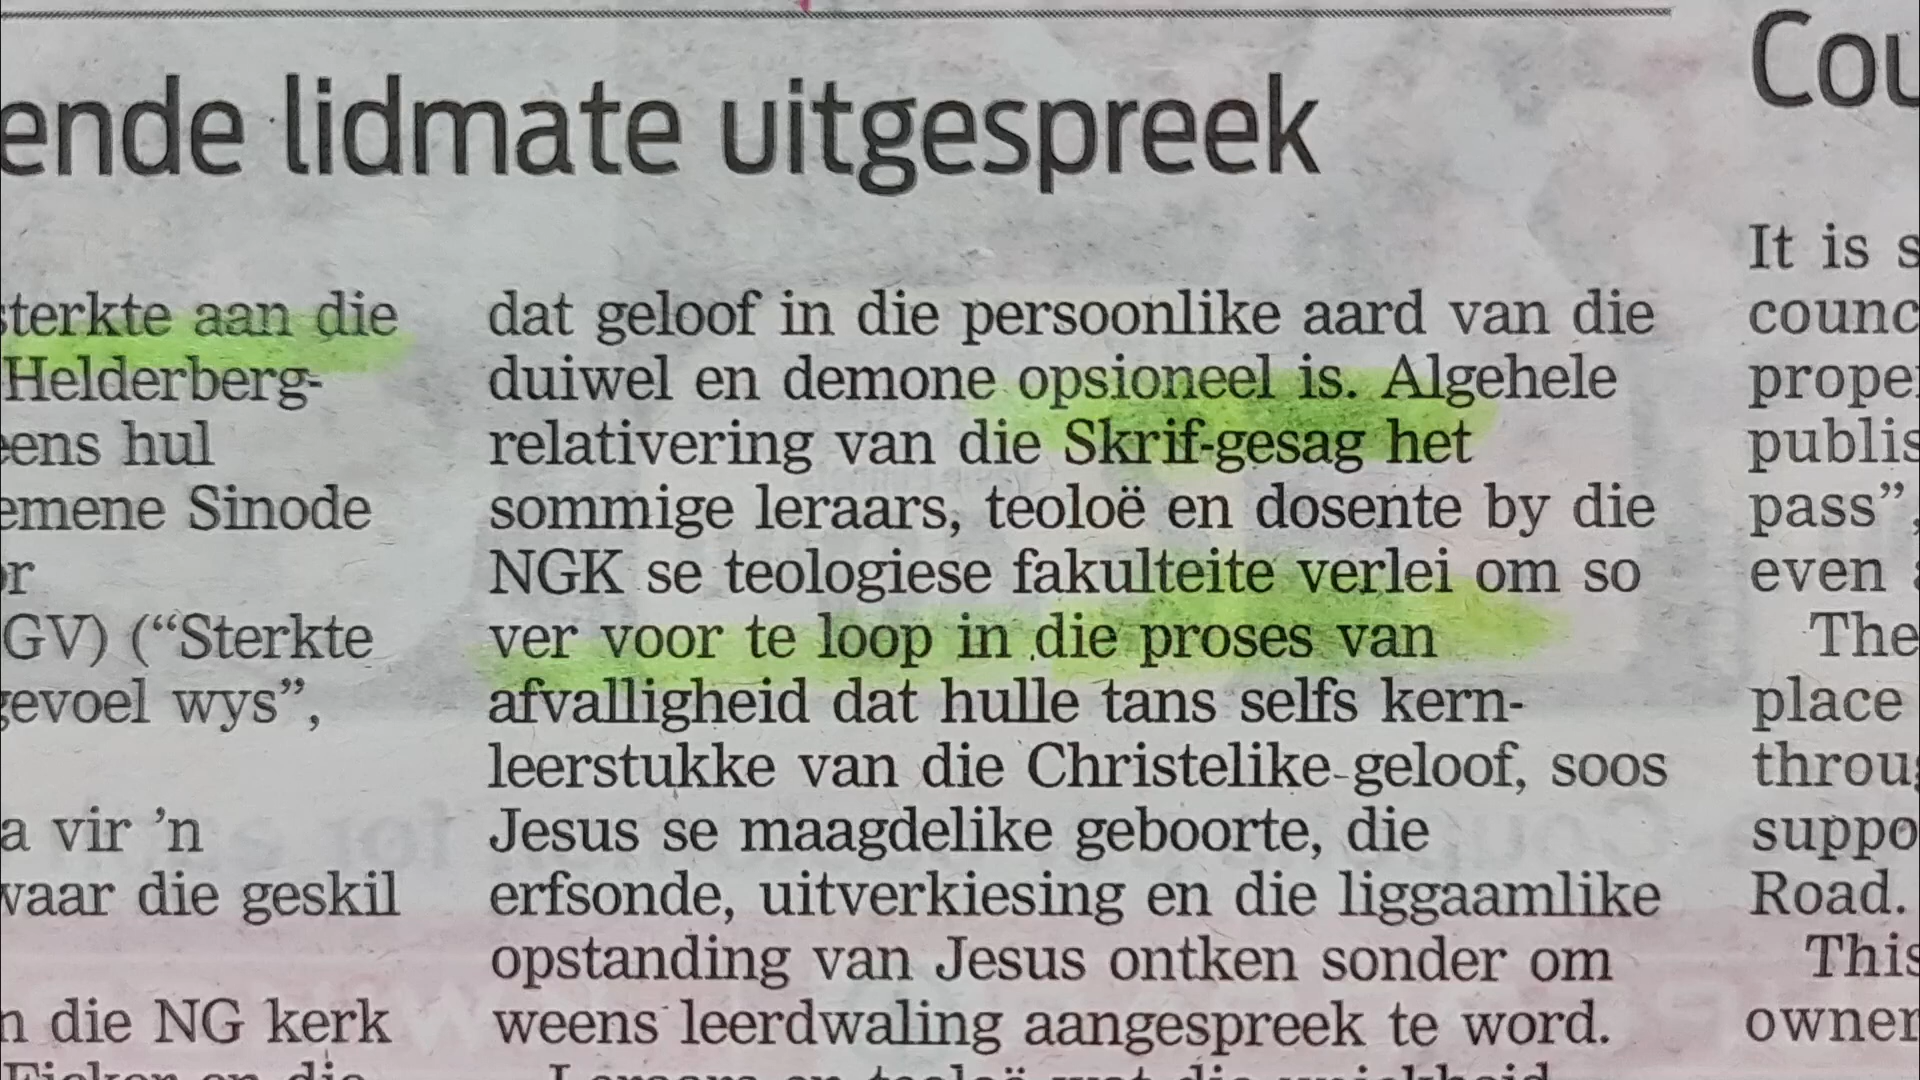 ende lidmate uitgespreek
sterkte aan die
Helderberg-
eens hul
emene Sinode
or
GV) (“Sterkte
gevoel wys”,
a vir ’n
waar die geskil
n die NG kerk
dat geloof in die persoonlike aard van die
duiwel en demone opsioneel is. Algehele
relativering van die Skrif-gesag het
sommige leraars, teoloë en dosente by die
NGK se teologiese fakulteite verlei om so
ver voor te loop in die proses van
afvalligheid dat hulle tans selfs kern-
leerstukke van die Christelike-geloof, soos
Jesus se maagdelike geboorte, die
erfsonde, uitverkiesing en die liggaamlike
opstanding van Jesus ontken sonder om
weens leerdwaling aangespreek te word.
Cou
It is s
counc
prope
publis
pass”,
even
The
place
throu
suppo
Road.
This
owner